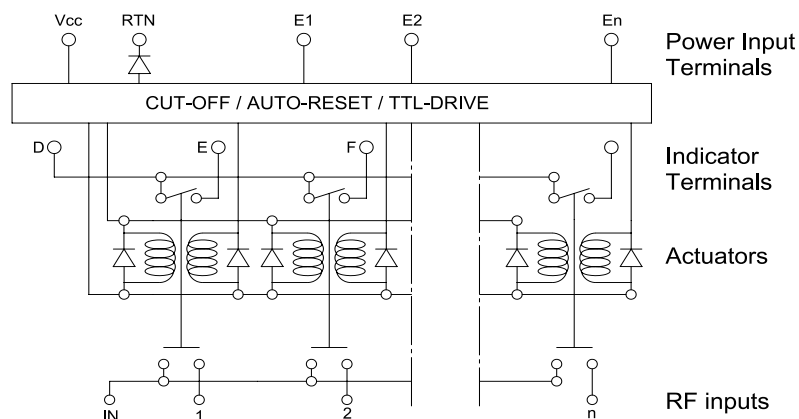 Vcc RTN E1 E2 En
Power Input
Terminals
CUT-OFF / AUTO-RESET / TTL-DRIVE
D E F
Indicator
Terminals
Actuators
RF inputs
IN 1 2 n